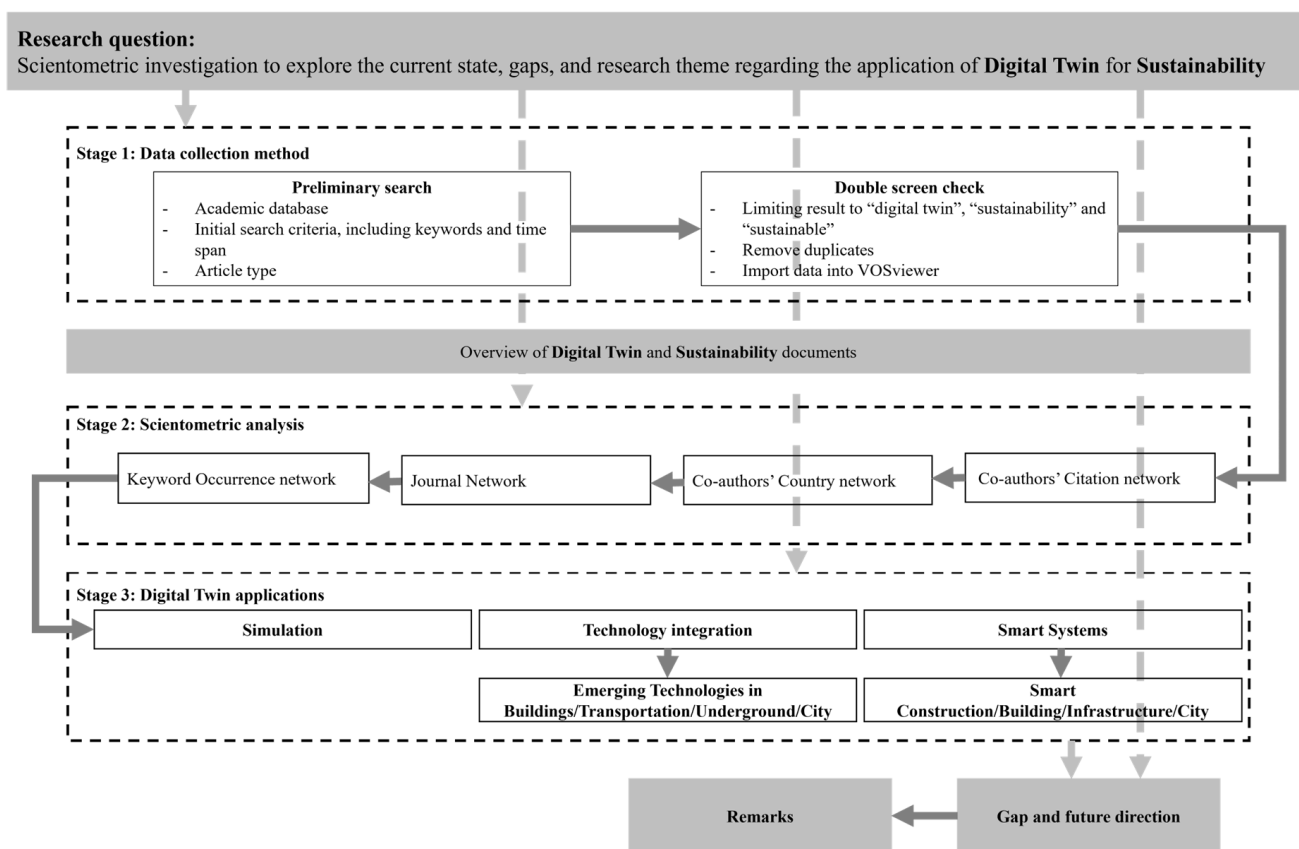 Research question:
Scientometric investigation to explore the current state, gaps, and research theme regarding the application of Digital Twin for Sustainability
Stage 1: Data collection method
Preliminary search
- Academic database
- Initial search criteria, including keywords and time
span
- Article type
Double screen check
- Limiting result to “digital twin”, “sustainability” and
“sustainable”
- Remove duplicates
- Import data into VOSviewer
Overview of Digital Twin and Sustainability documents
Stage 2: Scientometric analysis
Keyword Occurrence network
Journal Network
Co-authors’ Country network
Co-authors’ Citation network
Stage 3: Digital Twin applications
Simulation
Technology integration
Smart Systems
Emerging Technologies in
Buildings/Transportation/Underground/City
Smart
Construction/Building/Infrastructure/City
Remarks
Gap and future direction